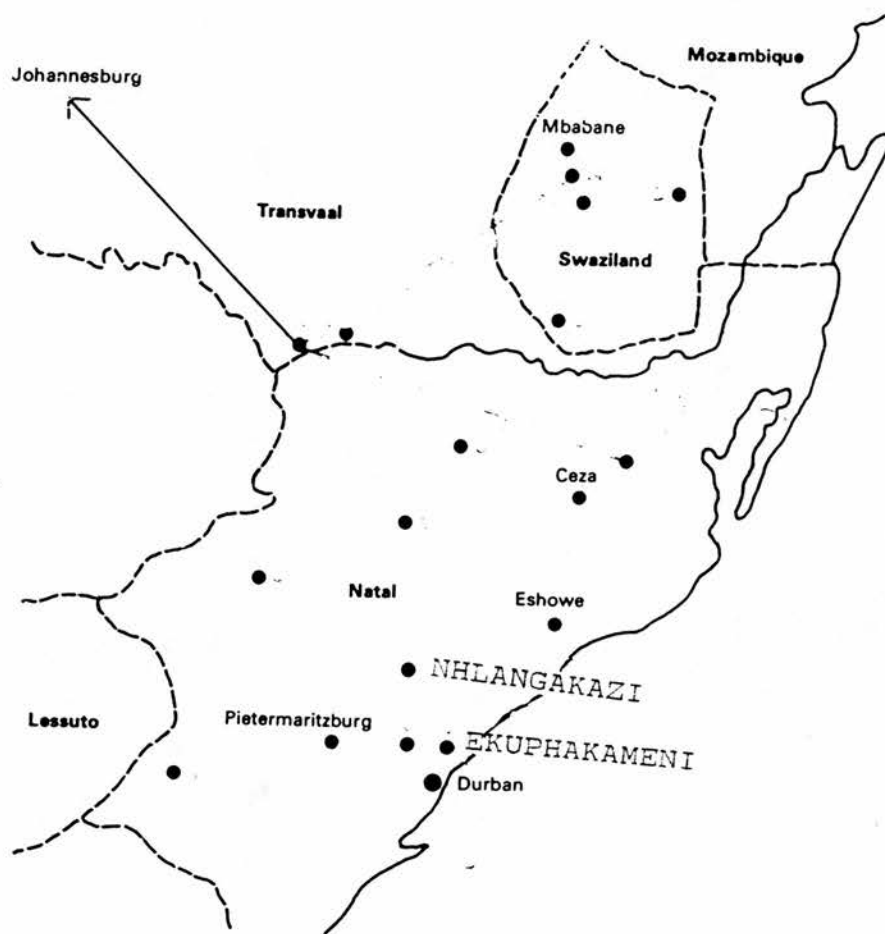 Mozambique
Johannesburg
Mbabane
Transvaal
Swaziland
Ceza
Natal
Eshowe
NHLANGAKAZI
Lessuto
Pietermaritzburg
EKUPHAKAMENI
Durban